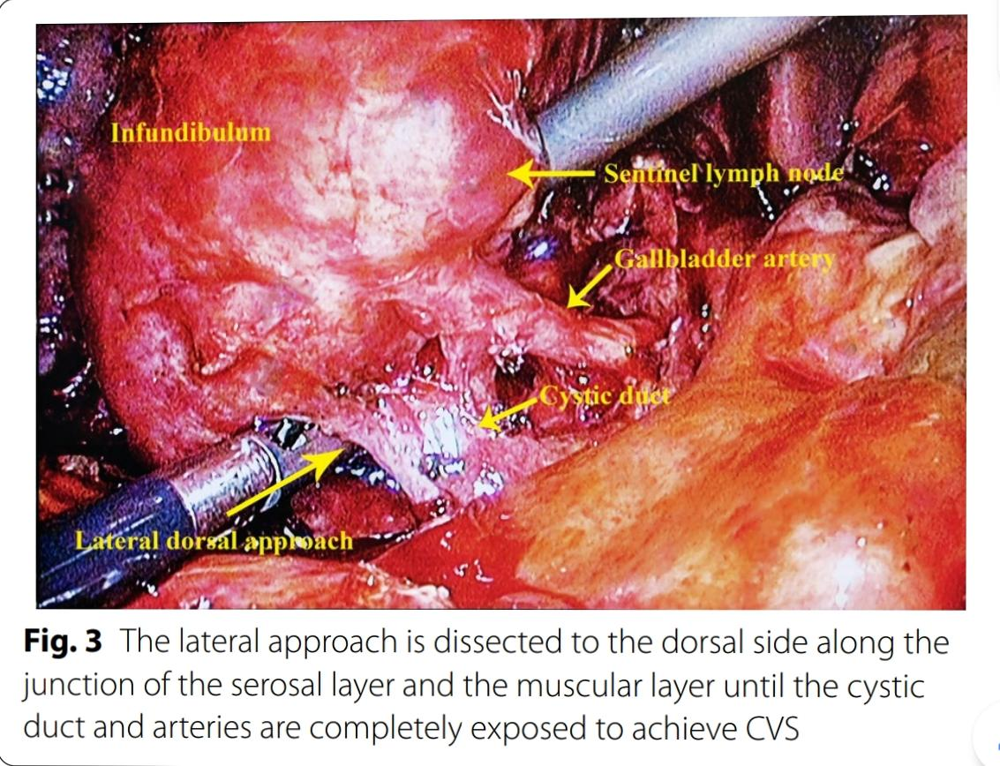 Infundibulum
Sentinel lymph node
Gallbladder artery
Cystic duct
Lateral dorsal approach
Fig. 3 The lateral approach is dissected to the dorsal side along the
junction of the serosal layer and the muscular layer until the cystic
duct and arteries are completely exposed to achieve CVS